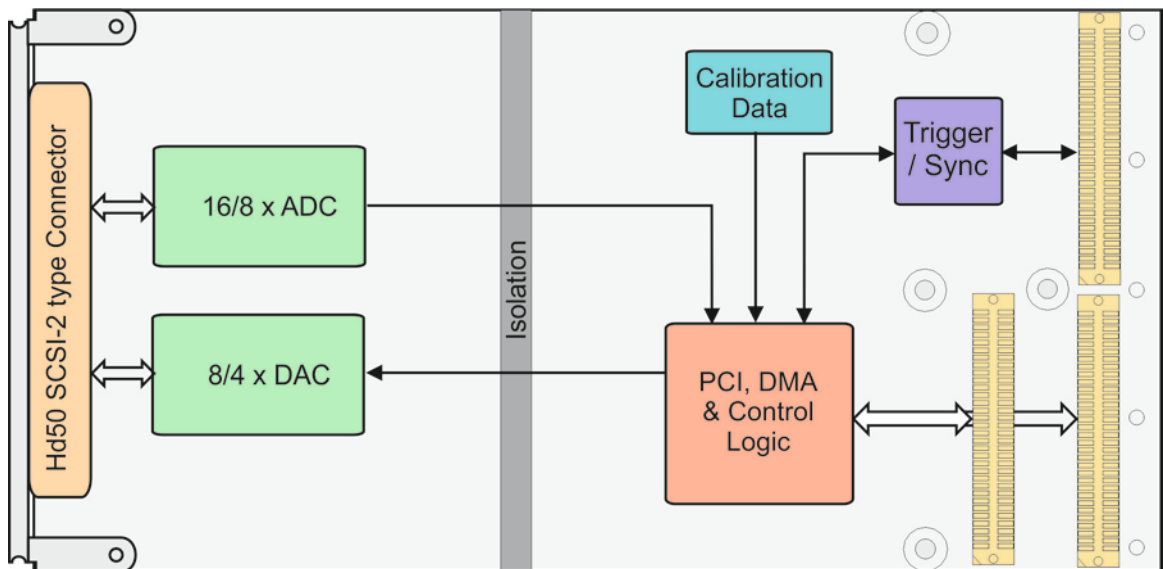 Hd50 SCSI-2 type Connector
16/8 x ADC
8/4 x DAC
Isolation
Calibration
Data
Trigger
/ Sync
PCI, DMA
& Control
Logic